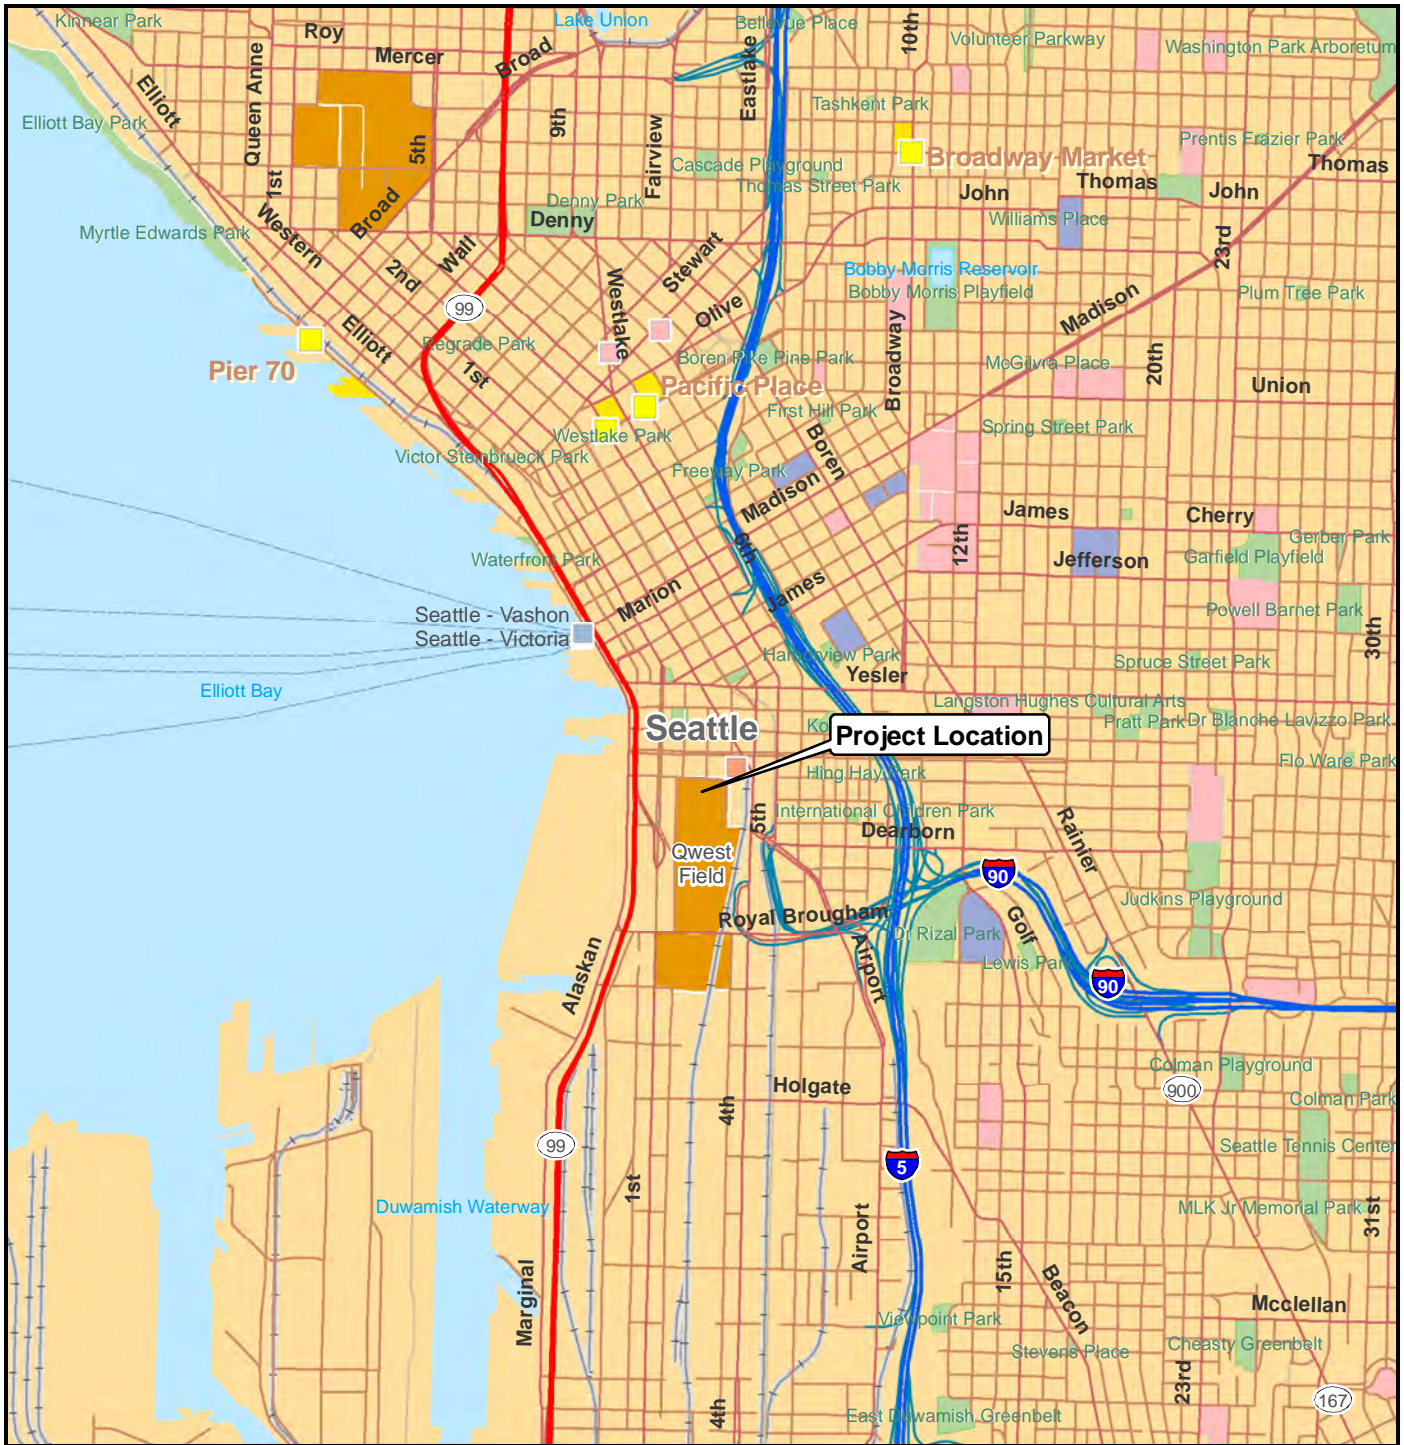 Kinnear Park
Roy
Lake Union
Bellevue Place
10th
Volunteer Parkway
Washington Park Arboretum
Queen Anne
Mercer
Broad
Eastlake
Elliott
Tashkent Park
Elliott Bay Park
5th
9th
Fairview
Prentis Frazier Park
Broadway Market
Thomas
Cascade Playground
Thomas Street Park
1st
John
Thomas
John
Denny Park
Denny
Broad
Williams Place
Western
Myrtle Edwards Park
Wall
Stewart
23rd
2nd
Westlake
Bobby Morris Reservoir
Bobby Morris Playfield
Plum Tree Park
99
Olive
Madison
Elliott
Regrade Park
Boren Pike Pine Park
Broadway
McGilvra Place
20th
Pier 70
1st
Pacific Place
Union
First Hill Park
Westlake Park
Spring Street Park
Boren
Victor Steinbrueck Park
Freeway Park
Madison
James
Cherry
12th
6th
Gerber Park
Waterfront Park
Jefferson
Garfield Playfield
Marion
James
Powell Barnet Park
Seattle - Vashon
Seattle - Victoria
30th
Harborview Park
Spruce Street Park
Yesler
Elliott Bay
Langston Hughes Cultural Arts
Seattle
Ko
Pratt Park
Dr Blanche Lavizzo Park
Project Location
Flo Ware Park
Hing Hay Park
5th
International Children Park
Dearborn
Rainier
Qwest
Field
90
Judkins Playground
Royal Brougham
Golf
Dr Rizal Park
Alaskan
Airport
Lewis Park
90
Colman Playground
Holgate
900
Colman Park
4th
99
Seattle Tennis Center
5
1st
Duwamish Waterway
MLK Jr Memorial Park
31st
Airport
15th
Beacon
Marginal
Mcclellan
Viewpoint Park
Stevens Place
Cheasty Greenbelt
23rd
167
4th
East Duwamish Greenbelt